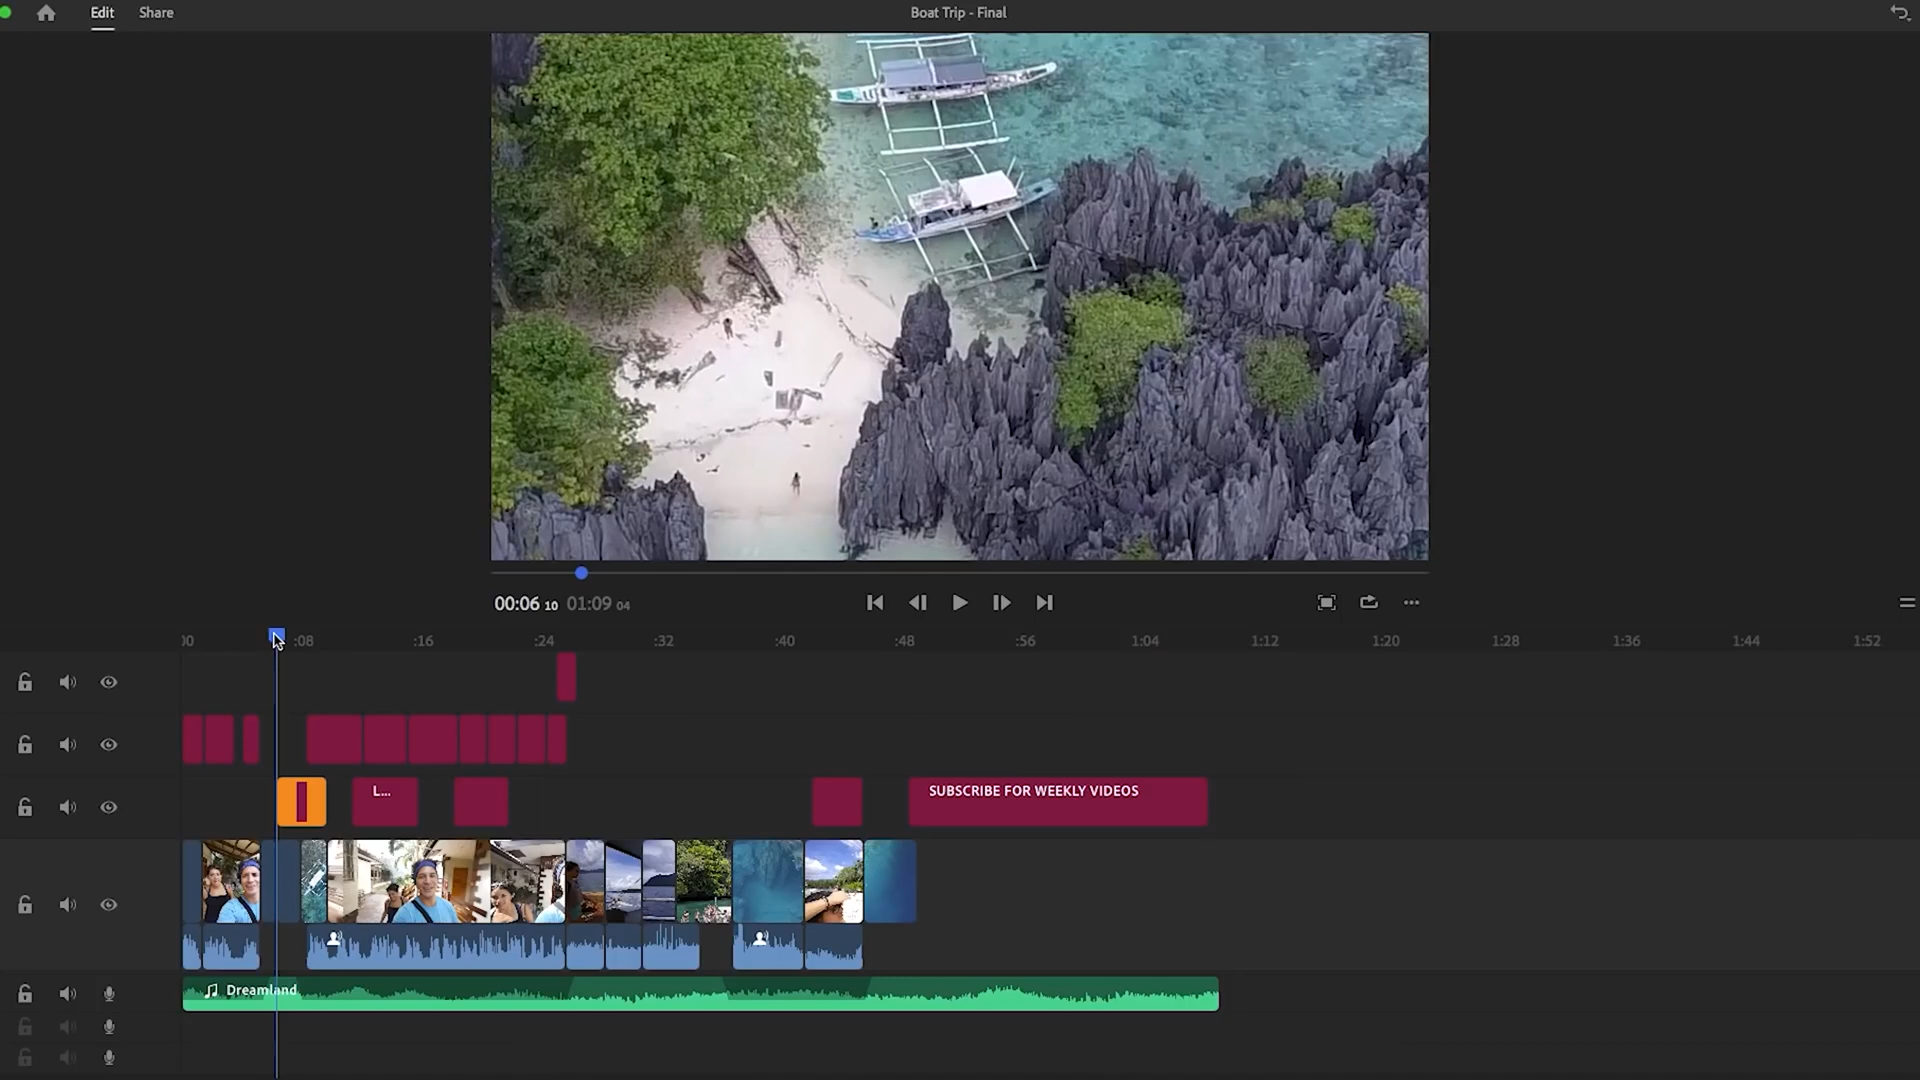 Edit Share Boat Trip - Final
00:06 10 01:09 04
:00 :08 :16 :24 :32 :40 :48 :56 1:04 1:12 1:20 1:28 1:36 1:44 1:52
L... SUBSCRIBE FOR WEEKLY VIDEOS
Dreamland